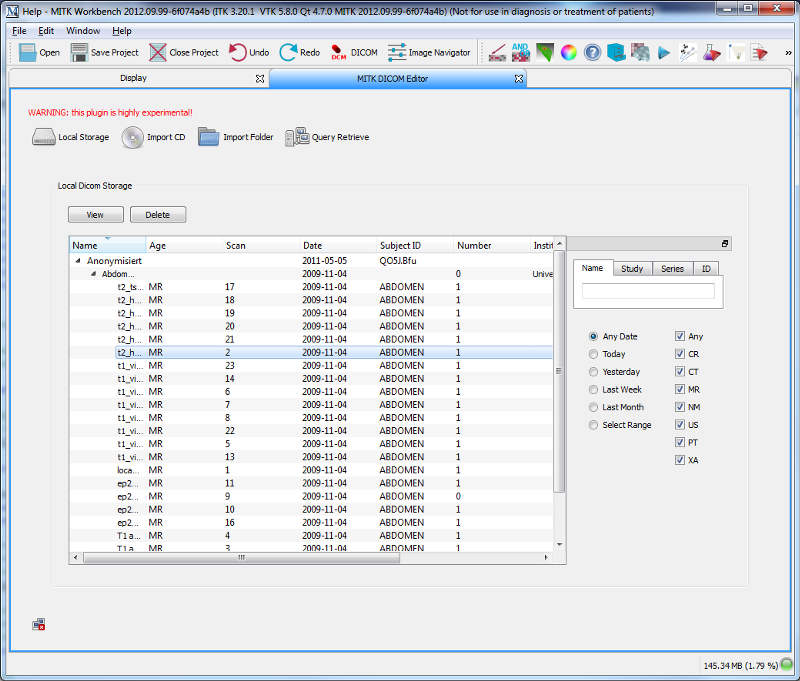 Help - MITK Workbench 2012.09.99-6f074a4b (ITK 3.20.1 VTK 5.8.0 Qt 4.7.0 MITK 2012.09.99-6f074a4b) (Not for use in diagnosis or treatment of patients)
File Edit Window Help
Open Save Project Close Project Undo Redo DCM DICOM Image Navigator AND »
Display MITK DICOM Editor
WARNING: this plugin is highly experimental!
Local Storage Import CD Import Folder Query Retrieve
Local Dicom Storage
View Delete
Name Age Scan Date Subject ID Number Instit
Anonymisiert 2011-05-05 QO5J.Bfu
Abdom... 2009-11-04 0 Unive
t2_ts... MR 17 2009-11-04 ABDOMEN 1
t2_h... MR 18 2009-11-04 ABDOMEN 1
t2_h... MR 19 2009-11-04 ABDOMEN 1
t2_h... MR 20 2009-11-04 ABDOMEN 1
t2_h... MR 21 2009-11-04 ABDOMEN 1
t2_h... MR 2 2009-11-04 ABDOMEN 1
t1_vi... MR 23 2009-11-04 ABDOMEN 1
t1_vi... MR 14 2009-11-04 ABDOMEN 1
t1_vi... MR 6 2009-11-04 ABDOMEN 1
t1_vi... MR 7 2009-11-04 ABDOMEN 1
t1_vi... MR 8 2009-11-04 ABDOMEN 1
t1_vi... MR 22 2009-11-04 ABDOMEN 1
t1_vi... MR 5 2009-11-04 ABDOMEN 1
t1_vi... MR 13 2009-11-04 ABDOMEN 1
loca... MR 1 2009-11-04 ABDOMEN 1
ep2... MR 11 2009-11-04 ABDOMEN 1
ep2... MR 9 2009-11-04 ABDOMEN 0
ep2... MR 10 2009-11-04 ABDOMEN 1
ep2... MR 16 2009-11-04 ABDOMEN 1
T1 a... MR 4 2009-11-04 ABDOMEN 1
T1 a... MR 3 2009-11-04 ABDOMEN 1
Name Study Series ID
Any Date Any
Today CR
Yesterday CT
Last Week MR
Last Month NM
Select Range US
PT
XA
145.34 MB (1.79 %)